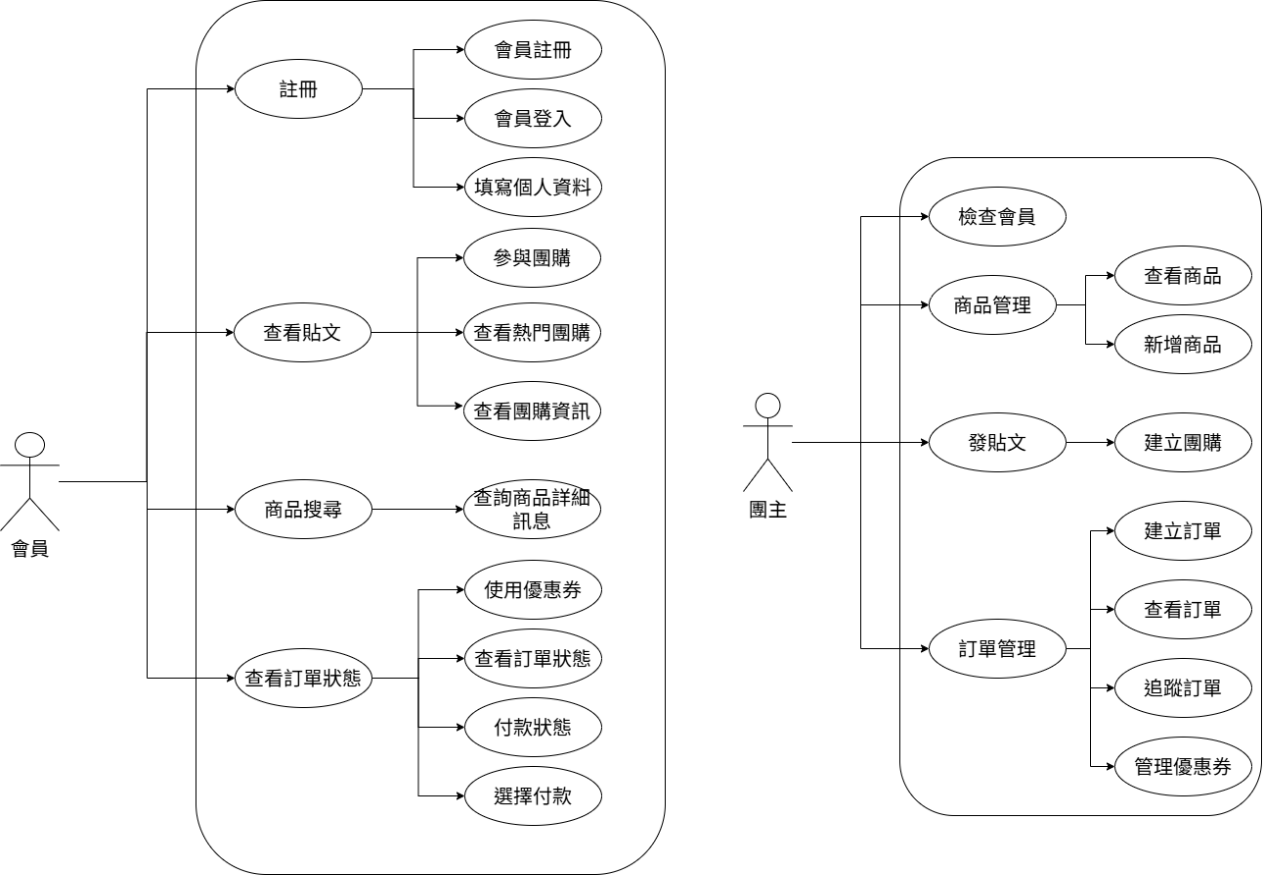 註冊
會員註冊
會員登入
填寫個人資料
查看貼文
參與團購
查看熱門團購
查看團購資訊
商品搜尋
查詢商品詳細
訊息
會員
查看訂單狀態
使用優惠券
查看訂單狀態
付款狀態
選擇付款
檢查會員
商品管理
查看商品
新增商品
發貼文
建立團購
團主
訂單管理
建立訂單
查看訂單
追蹤訂單
管理優惠券